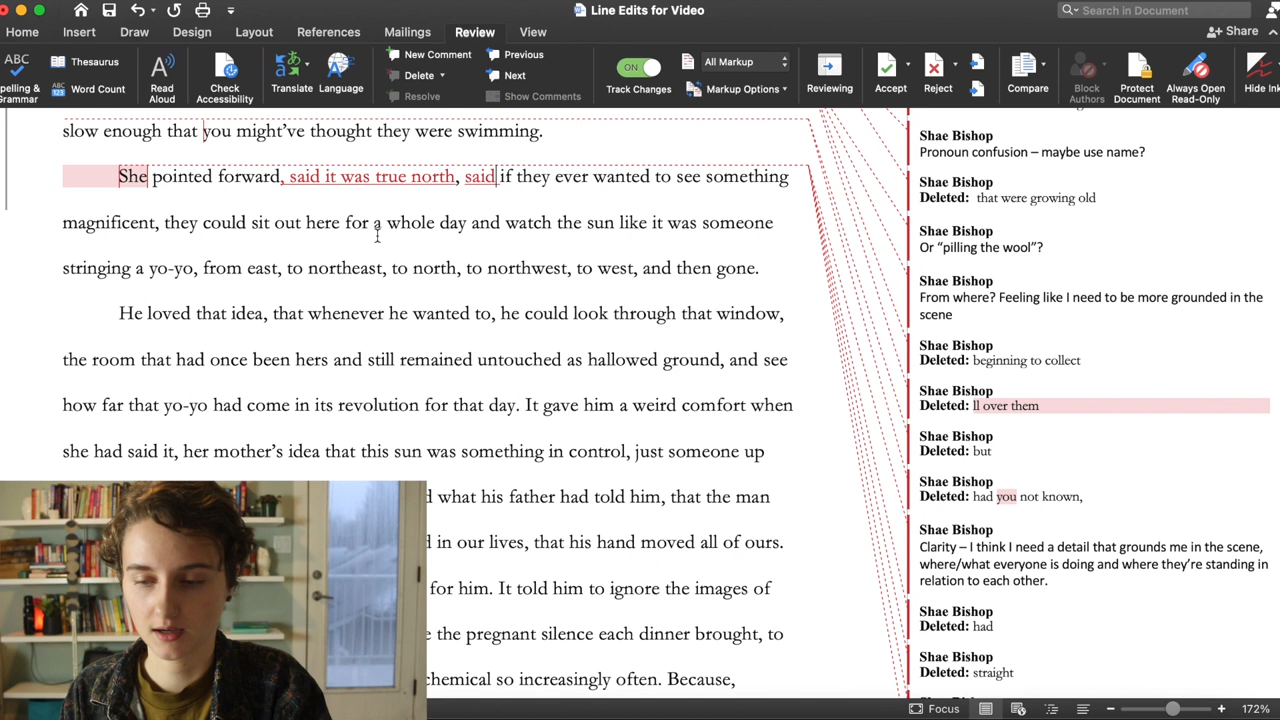 Line Edits for Video
Search in Document
Home Insert Draw Design Layout References Mailings Review View
Share
ABC
Spelling & Grammar
Thesaurus
ABC 123 Word Count
Read Aloud
Check Accessibility
Translate
Language
New Comment
Delete
Resolve
Previous
Next
Show Comments
ON
Track Changes
All Markup
Markup Options
Reviewing
Accept
Reject
Compare
Block Authors
Protect Document
Always Open Read-Only
Hide Ink
slow enough that you might’ve thought they were swimming.
She pointed forward, said it was true north, said if they ever wanted to see something
magnificent, they could sit out here for a whole day and watch the sun like it was someone
stringing a yo-yo, from east, to northeast, to north, to northwest, to west, and then gone.
He loved that idea, that whenever he wanted to, he could look through that window,
the room that had once been hers and still remained untouched as hallowed ground, and see
how far that yo-yo had come in its revolution for that day. It gave him a weird comfort when
she had said it, her mother’s idea that this sun was something in control, just someone up
d what his father had told him, that the man
d in our lives, that his hand moved all of ours.
for him. It told him to ignore the images of
e the pregnant silence each dinner brought, to
chemical so increasingly often. Because,
Shae Bishop
Pronoun confusion – maybe use name?
Shae Bishop
Deleted: that were growing old
Shae Bishop
Or “pilling the wool”?
Shae Bishop
From where? Feeling like I need to be more grounded in the
scene
Shae Bishop
Deleted: beginning to collect
Shae Bishop
Deleted: ll over them
Shae Bishop
Deleted: but
Shae Bishop
Deleted: had you not known,
Shae Bishop
Clarity – I think I need a detail that grounds me in the scene,
where/what everyone is doing and where they’re standing in
relation to each other.
Shae Bishop
Deleted: had
Shae Bishop
Deleted: straight
Focus
172%